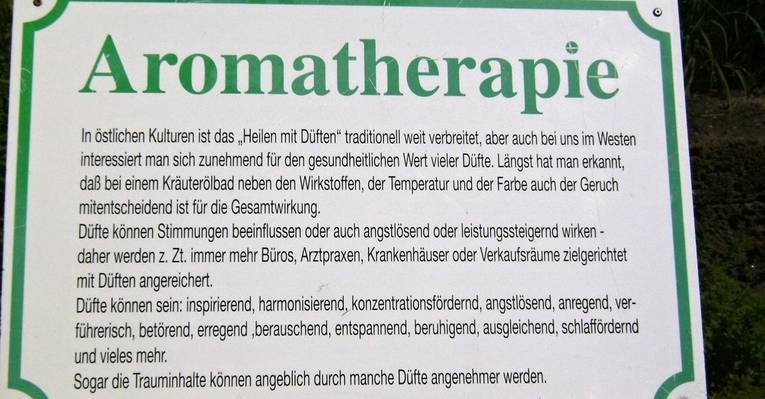 Aromatherapie
In östlichen Kulturen ist das „Heilen mit Düften“ traditionell weit verbreitet, aber auch bei uns im Westen
interessiert man sich zunehmend für den gesundheitlichen Wert vieler Düfte. Längst hat man erkannt,
daß bei einem Kräuterölbad neben den Wirkstoffen, der Temperatur und der Farbe auch der Geruch
mitentscheidend ist für die Gesamtwirkung.
Düfte können Stimmungen beeinflussen oder auch angstlösend oder leistungssteigernd wirken -
daher werden z. Zt. immer mehr Büros, Arztpraxen, Krankenhäuser oder Verkaufsräume zielgerichtet
mit Düften angereichert.
Düfte können sein: inspirierend, harmonisierend, konzentrationsfördernd, angstlösend, anregend, ver-
führerisch, betörend, erregend ,berauschend, entspannend, beruhigend, ausgleichend, schlaffördernd
und vieles mehr.
Sogar die Trauminhalte können angeblich durch manche Düfte angenehmer werden.